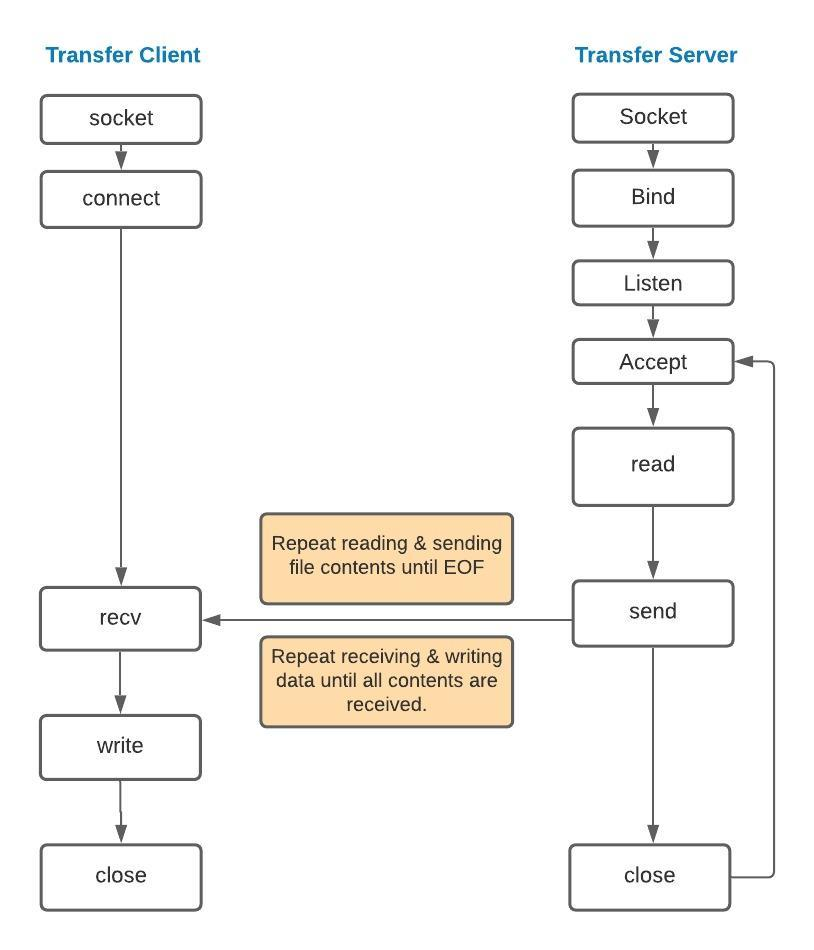 Transfer Client
Transfer Server
socket
Socket
connect
Bind
Listen
Accept
read
Repeat reading & sending
file contents until EOF
recv
send
Repeat receiving & writing
data until all contents are
received.
write
close
close